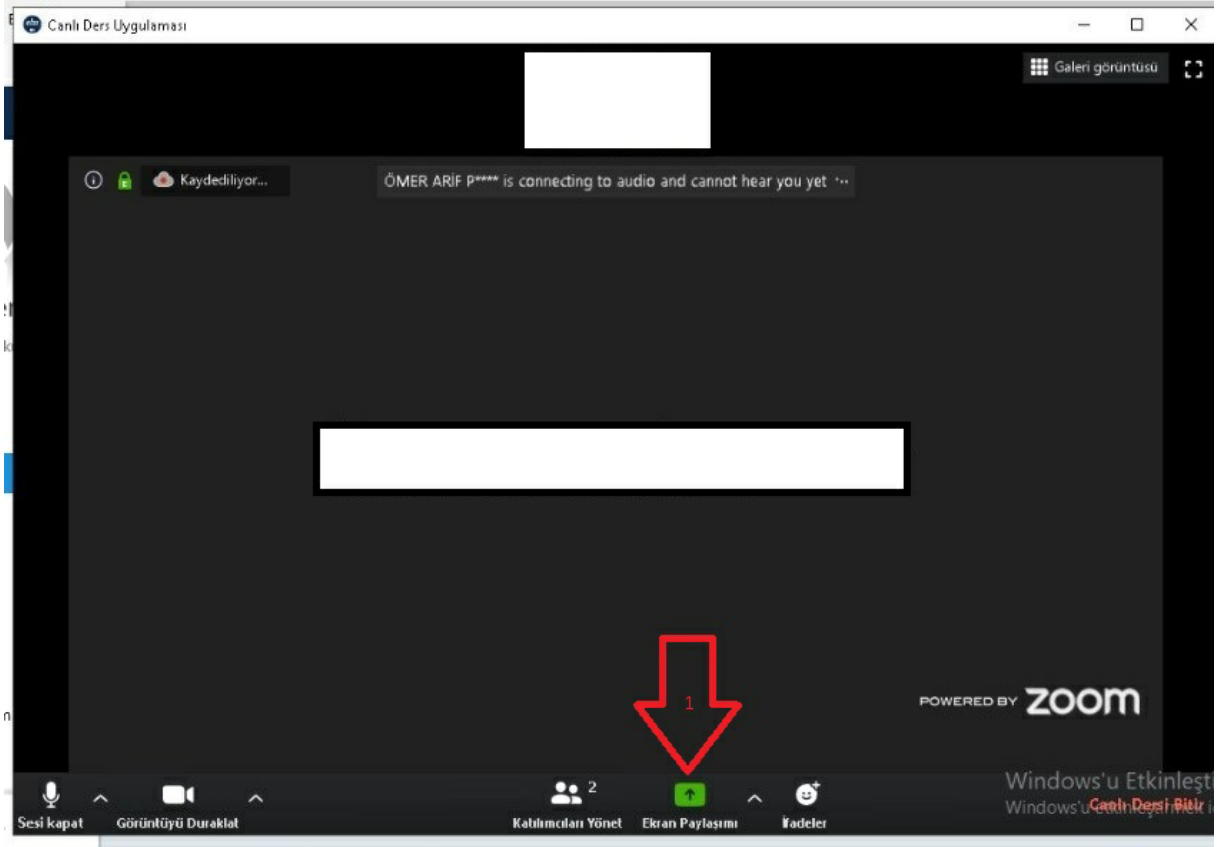 Canlı Ders Uygulaması
Galeri görüntüsü
Kaydediliyor...
ÖMER ARİF P**** is connecting to audio and cannot hear you yet
1
POWERED BY zoom
Windows'u Etkinleşti
Windows'u
Canlı Dersi Bitir
2
Sesi kapat
Görüntüyü Duraklat
Katılımcıları Yönet
Ekran Paylaşımı
İfadeler